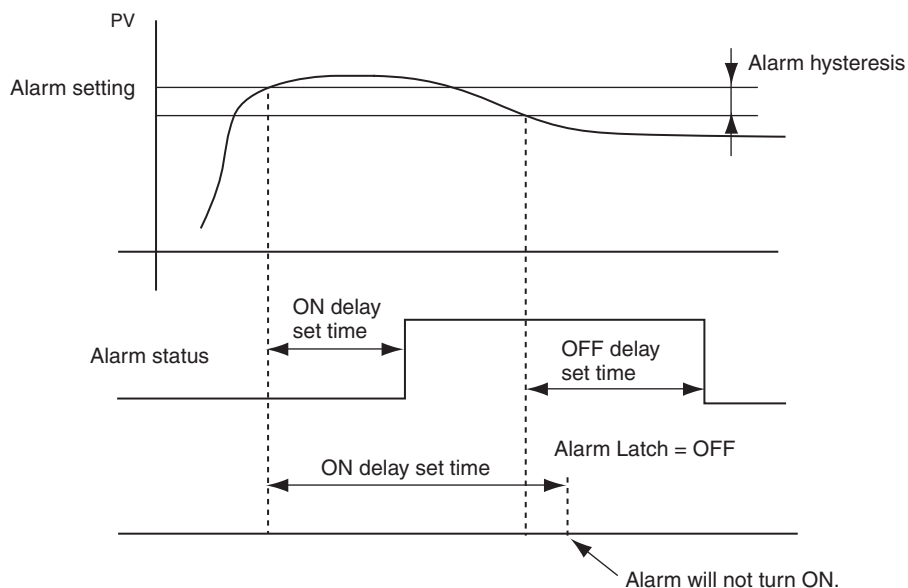 PV
Alarm setting
Alarm hysteresis
ON delay
set time
Alarm status
OFF delay
set time
Alarm Latch = OFF
ON delay set time
Alarm will not turn ON.